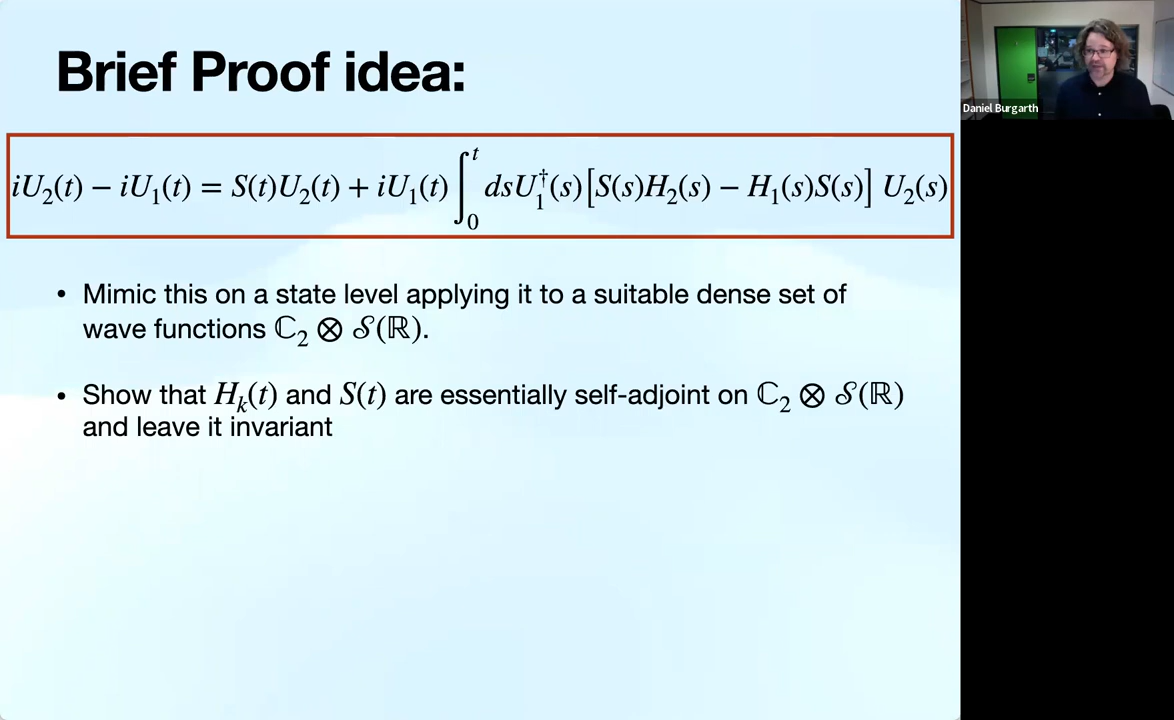 Brief Proof idea:
iU₂(t) − iU₁(t) = S(t)U₂(t) + iU₁(t) ∫₀ᵗ dsU₁†(s)[S(s)H₂(s) − H₁(s)S(s)] U₂(s)
• Mimic this on a state level applying it to a suitable dense set of
wave functions ℂ₂ ⊗ 𝒮(ℝ).
• Show that Hₖ(t) and S(t) are essentially self-adjoint on ℂ₂ ⊗ 𝒮(ℝ)
and leave it invariant
Daniel Burgarth